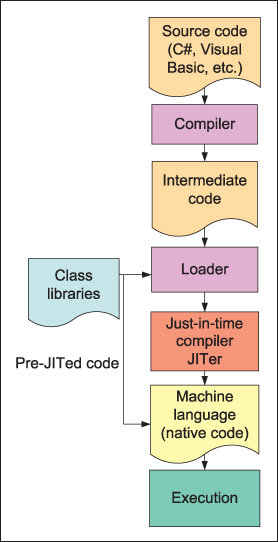 Source code
(C#, Visual
Basic, etc.)
Compiler
Intermediate
code
Class
libraries
Loader
Just-in-time
compiler
JITer
Pre-JITed code
Machine
language
(native code)
Execution